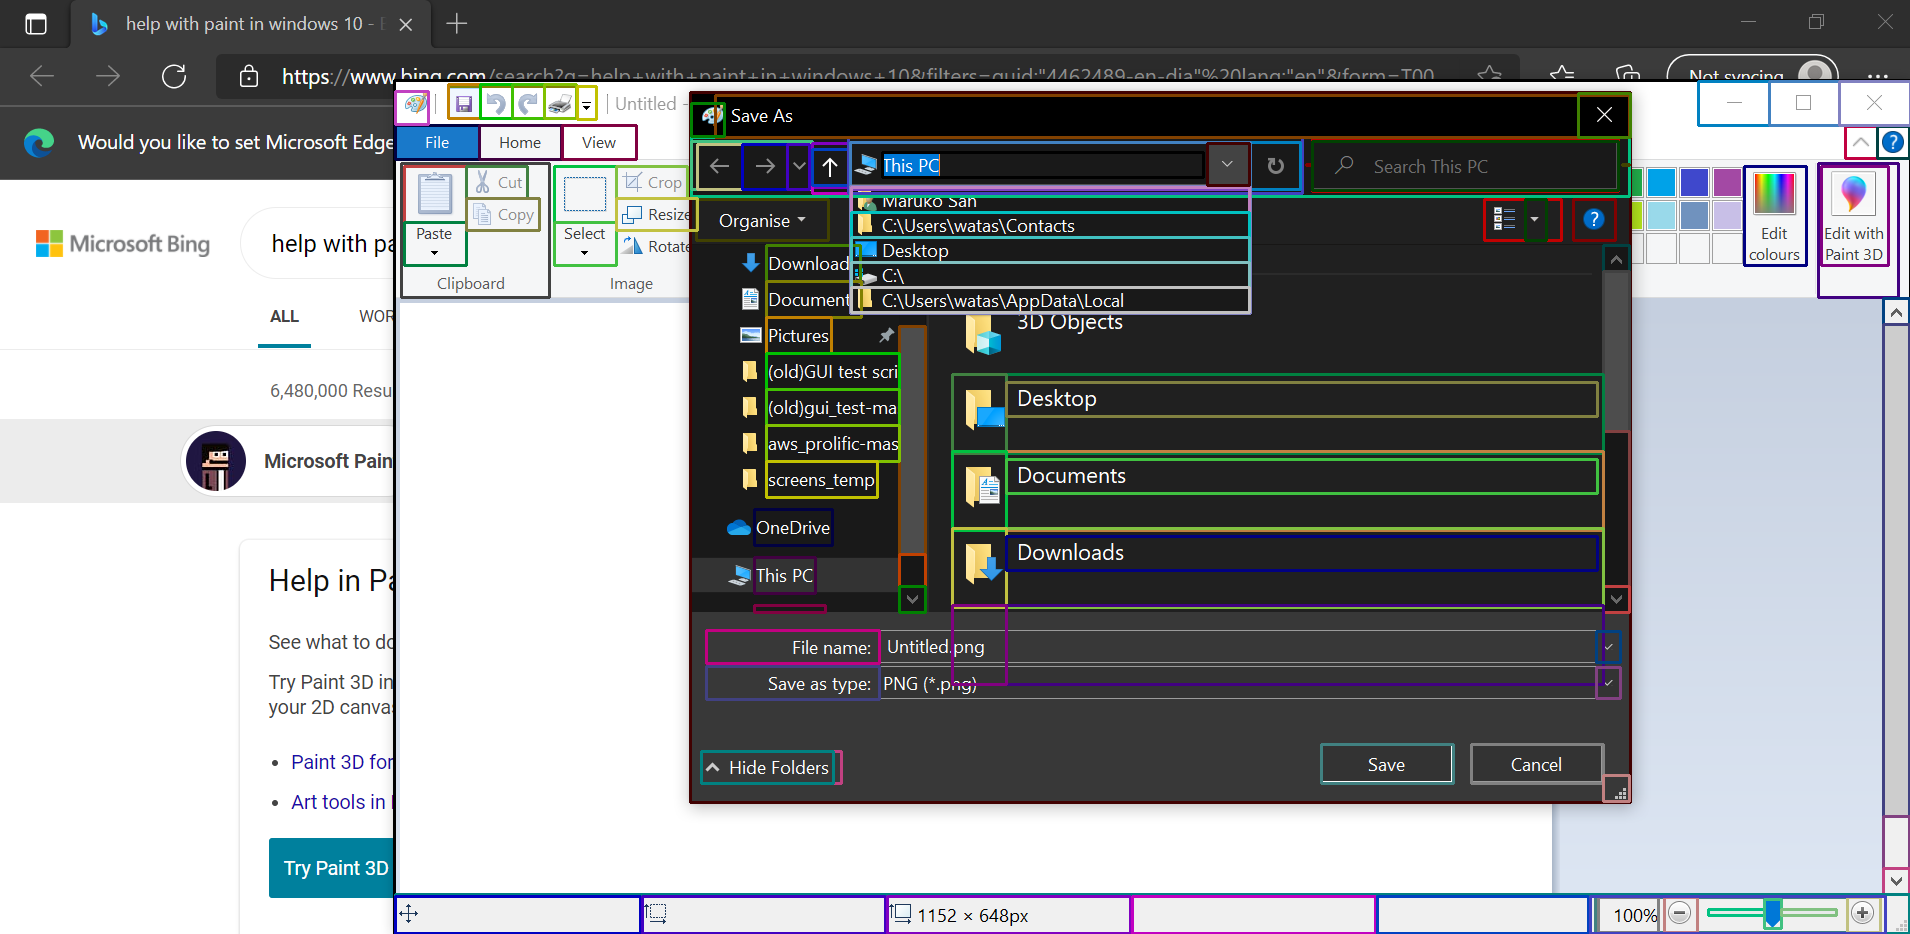 help with paint in windows 10 -
https://www.bing.com/search?q=help+with+paint+in+windows+10&filters=guid:"4462489-en-dia"%20lang:"en"&form=T00
Not syncing
Would you like to set Microsoft Edge
Untitled -
File
Home
View
Paste
Cut
Copy
Clipboard
Select
Crop
Resize
Rotate
Image
Edit colours
Edit with Paint 3D
Save As
This PC
Search This PC
Maruko San
C:\Users\watas\Contacts
Desktop
C:\
C:\Users\watas\AppData\Local
Organise
Download
Document
Pictures
(old)GUI test scri
(old)gui_test-ma
aws_prolific-mas
screens_temp
OneDrive
This PC
3D Objects
Desktop
Documents
Downloads
File name:
Untitled.png
Save as type:
PNG (*.png)
Hide Folders
Save
Cancel
Microsoft Bing
help with pa
ALL
WOR
6,480,000 Resu
Microsoft Pain
Help in Pa
See what to do
Try Paint 3D in
your 2D canva
Paint 3D for
Art tools in
Try Paint 3D
1152 × 648px
100%